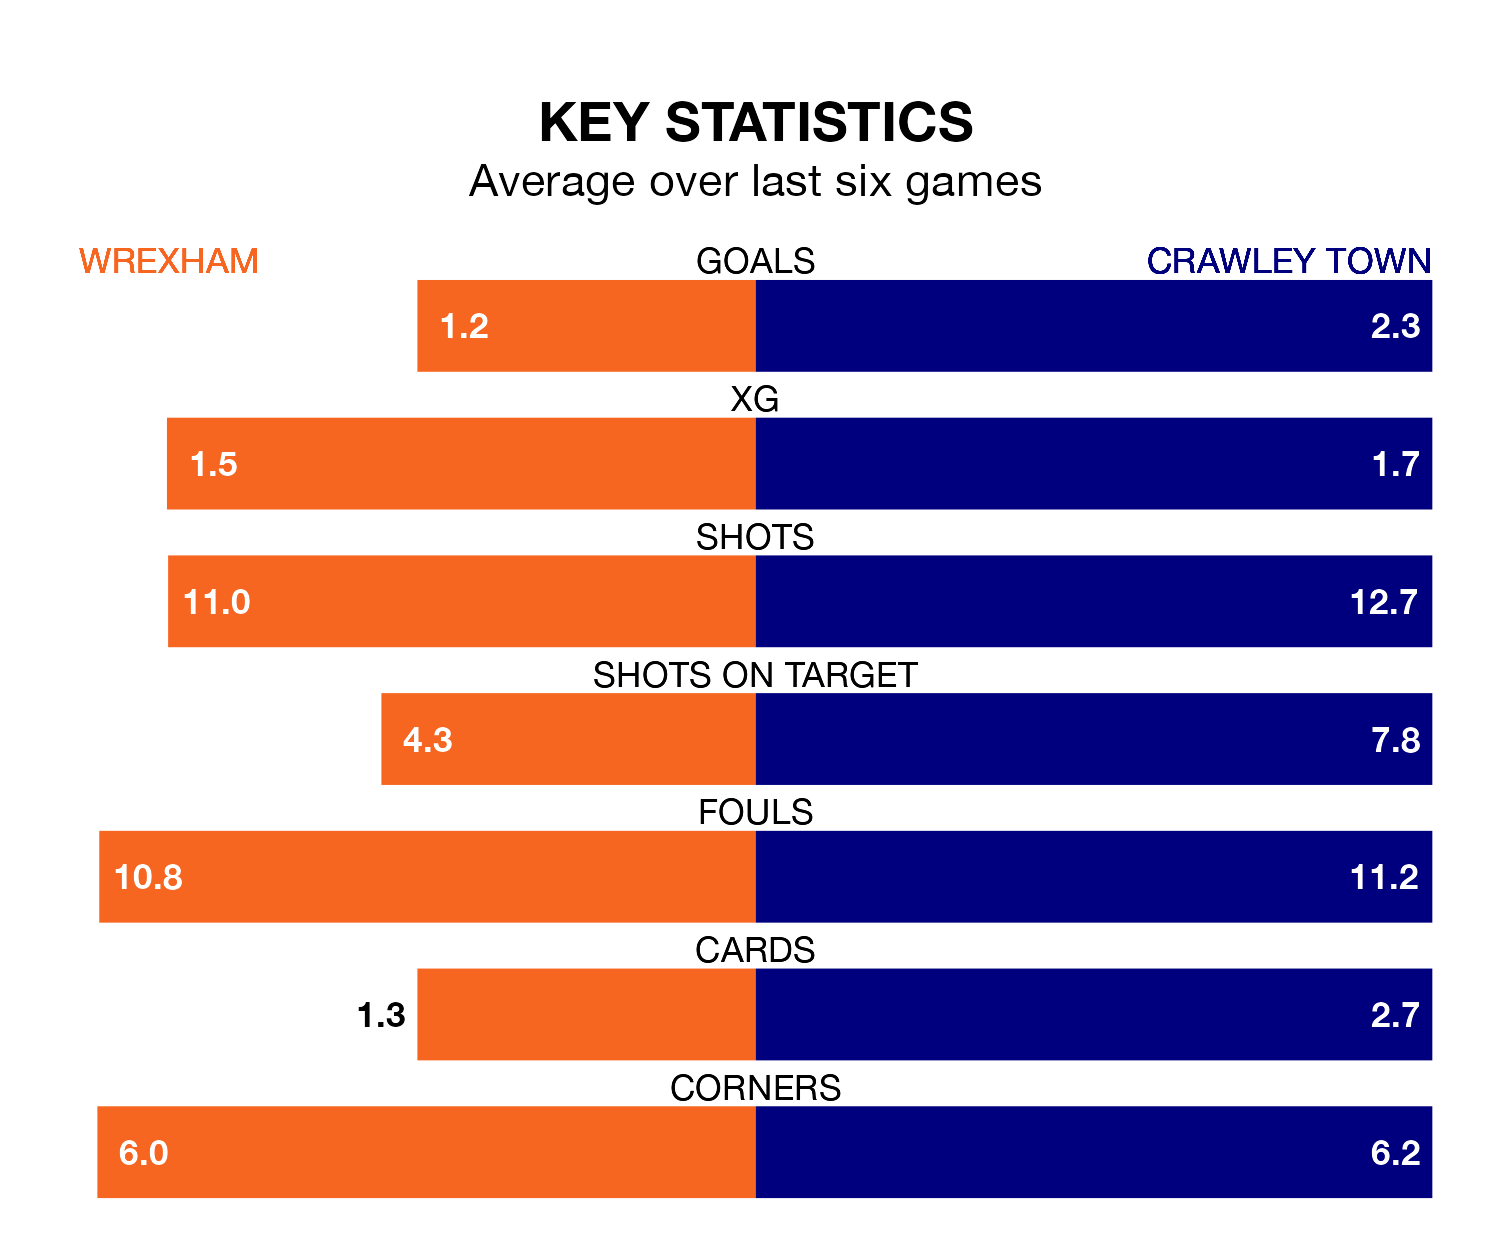 KEY STATISTICS
Average over last six games
WREXHAM GOALS CRAWLEY TOWN
1.2 2.3
XG
1.5 1.7
SHOTS
11.0 12.7
SHOTS ON TARGET
4.3 7.8
FOULS
10.8 11.2
CARDS
1.3 2.7
CORNERS
6.0 6.2